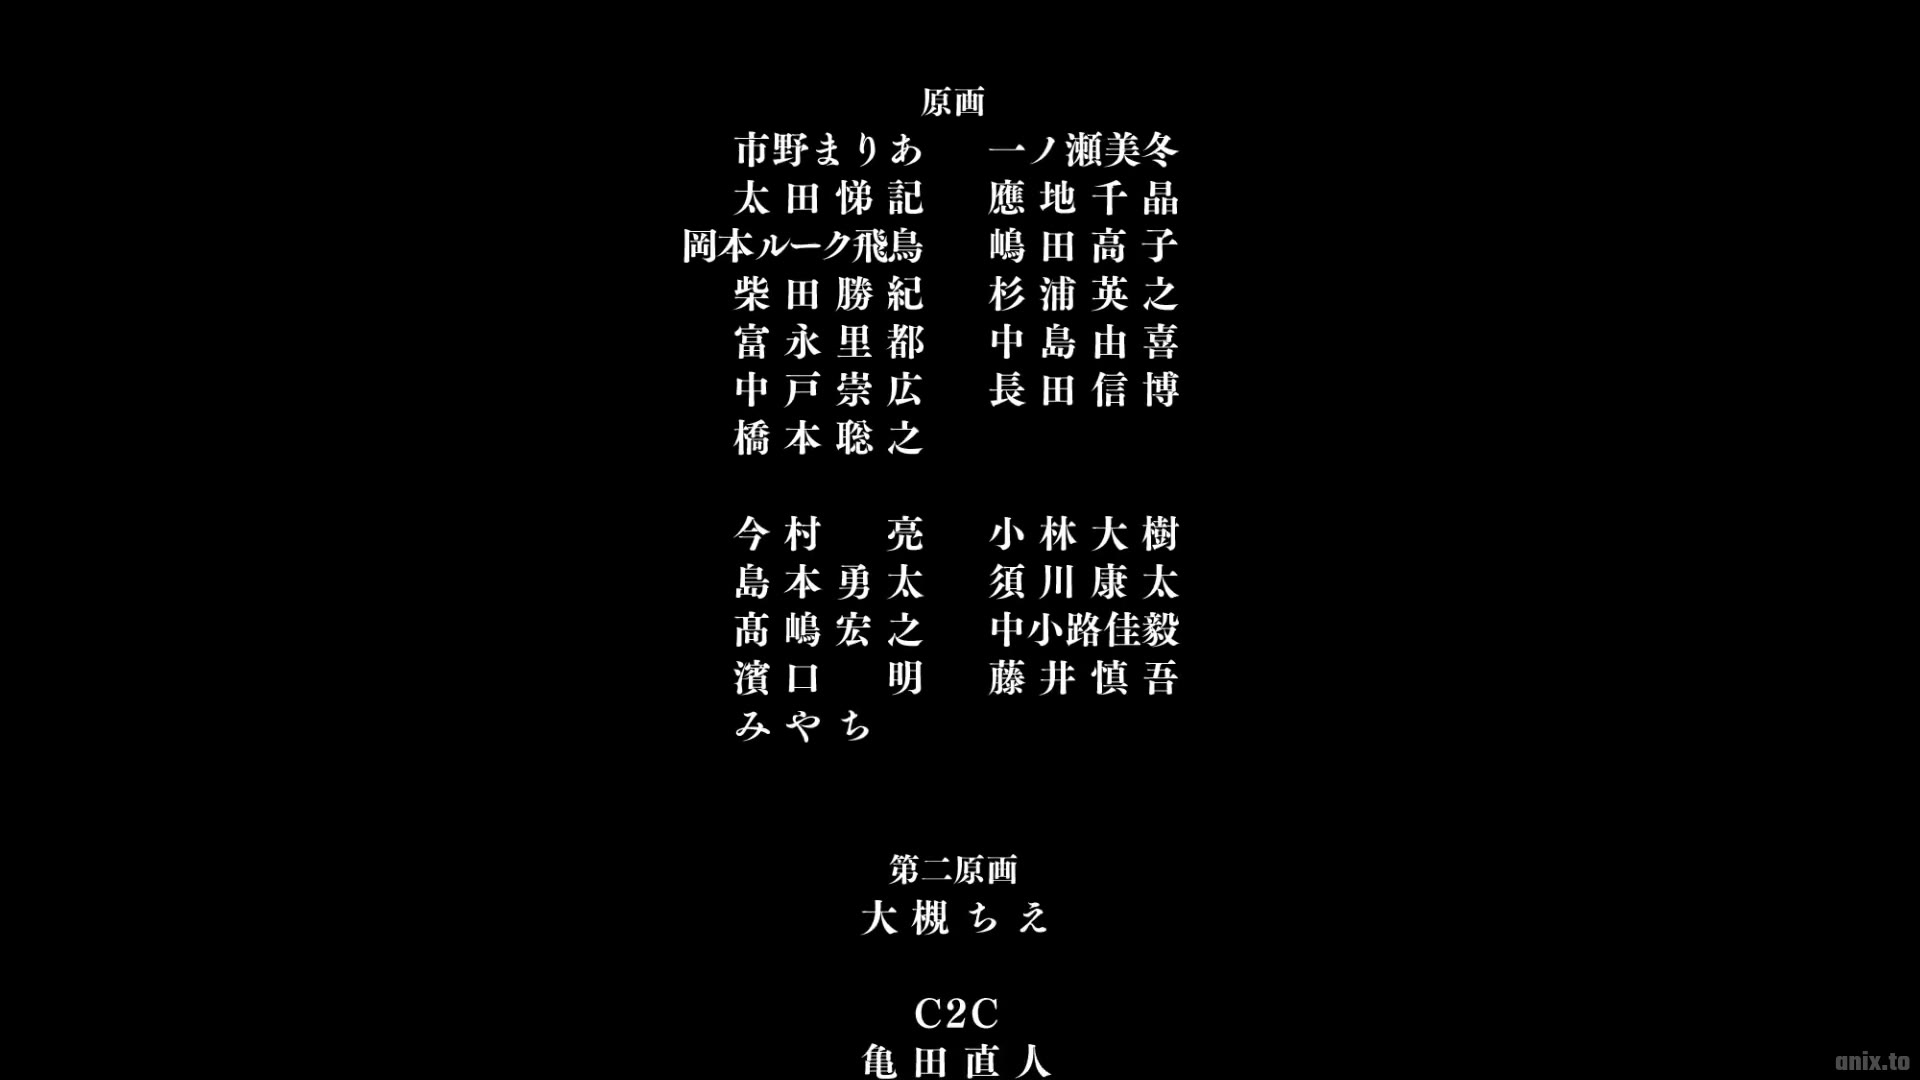 原画
市野まりあ 一ノ瀬美冬
太田悌記 應地千晶
岡本ルーク飛鳥 嶋田高子
柴田勝紀 杉浦英之
富永里都 中島由喜
中戸崇広 長田信博
橋本聡之
今村亮 小林大樹
島本勇太 須川康太
髙嶋宏之 中小路佳毅
濱口明 藤井慎吾
みやち
第二原画
大槻ちえ
C2C
亀田直人
anix.to